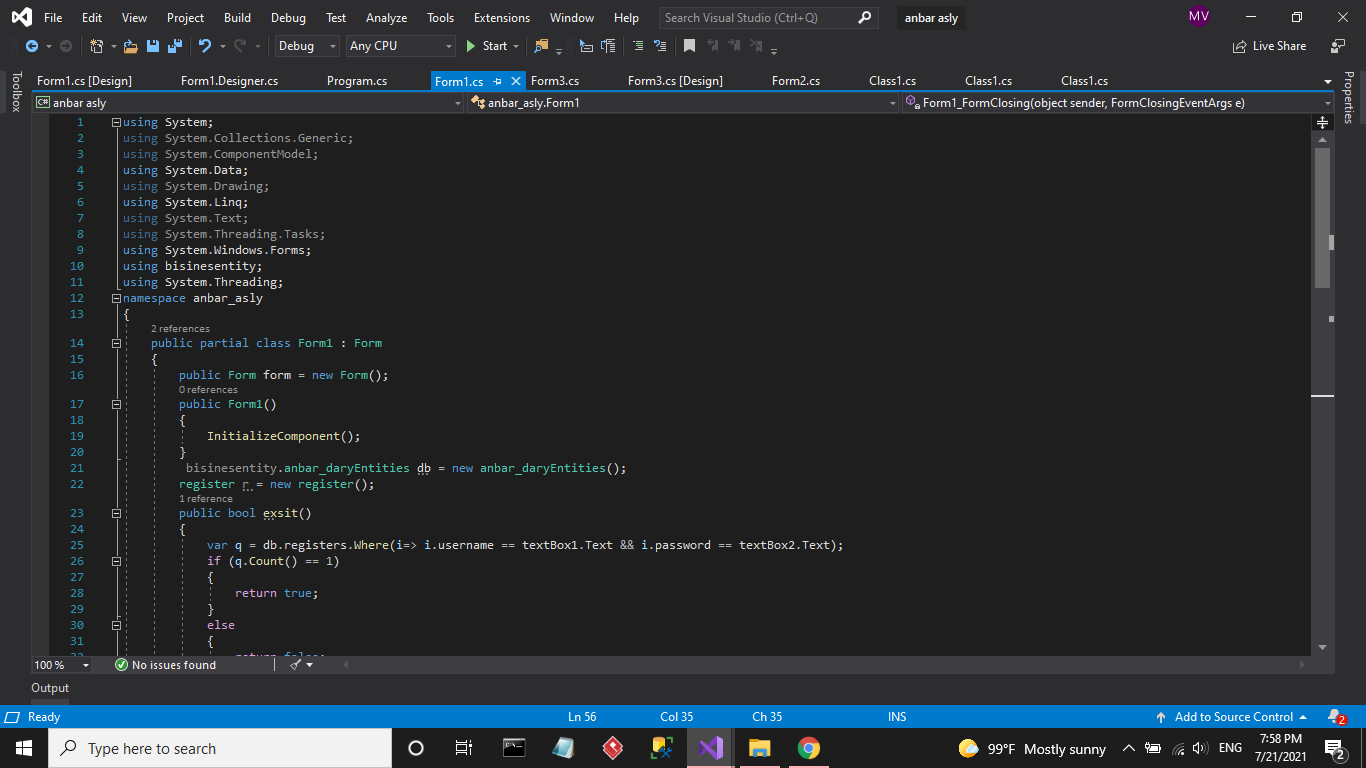 File Edit View Project Build Debug Test Analyze Tools Extensions Window Help Search Visual Studio (Ctrl+Q) anbar asly MV
Debug Any CPU Start Live Share
Form1.cs [Design] Form1.Designer.cs Program.cs Form1.cs Form3.cs Form3.cs [Design] Form2.cs Class1.cs Class1.cs Class1.cs
Toolbox
Properties
C# anbar asly anbar_asly.Form1 Form1_FormClosing(object sender, FormClosingEventArgs e)
1 using System;
2 using System.Collections.Generic;
3 using System.ComponentModel;
4 using System.Data;
5 using System.Drawing;
6 using System.Linq;
7 using System.Text;
8 using System.Threading.Tasks;
9 using System.Windows.Forms;
10 using bisinesentity;
11 using System.Threading;
12 namespace anbar_asly
13 {
2 references
14 public partial class Form1 : Form
15 {
16 public Form form = new Form();
0 references
17 public Form1()
18 {
19 InitializeComponent();
20 }
21 bisinesentity.anbar_daryEntities db = new anbar_daryEntities();
22 register r = new register();
1 reference
23 public bool exsit()
24 {
25 var q = db.registers.Where(i=> i.username == textBox1.Text && i.password == textBox2.Text);
26 if (q.Count() == 1)
27 {
28 return true;
29 }
30 else
31 {
32 return false;
100 % No issues found
Output
Ready Ln 56 Col 35 Ch 35 INS Add to Source Control 2
Type here to search 99°F Mostly sunny ENG 7:58 PM
7/21/2021 2